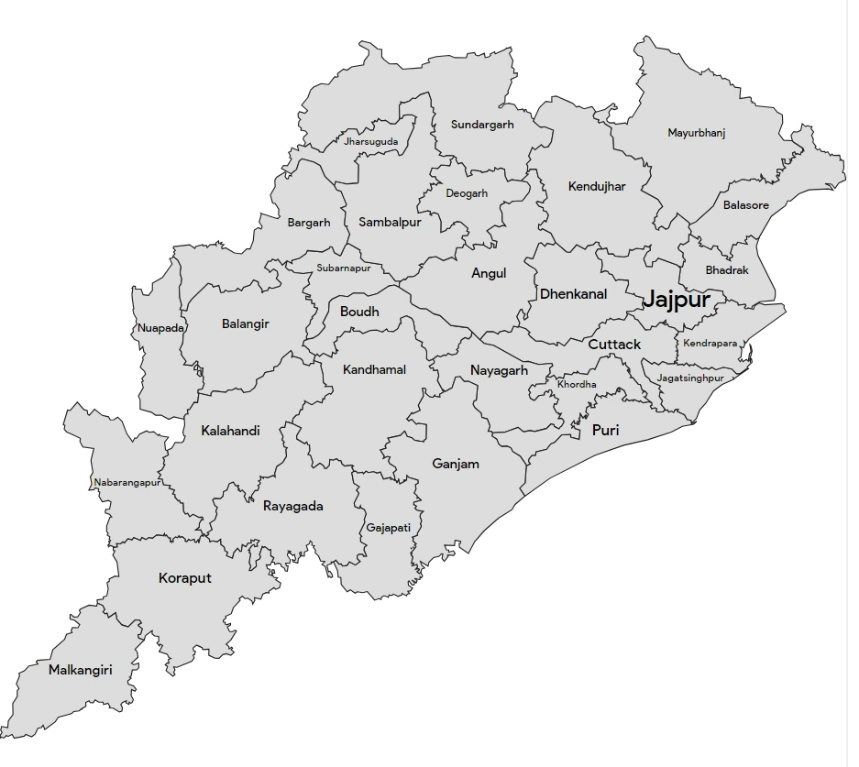 Sundargarh
Mayurbhanj
Jharsuguda
Kendujhar
Deogarh
Balasore
Bargarh
Sambalpur
Subarnapur
Angul
Bhadrak
Dhenkanal
Jajpur
Boudh
Nuapada
Balangir
Cuttack
Kendrapara
Kandhamal
Nayagarh
Jagatsinghpur
Khordha
Kalahandi
Puri
Ganjam
Nabarangapur
Rayagada
Gajapati
Koraput
Malkangiri